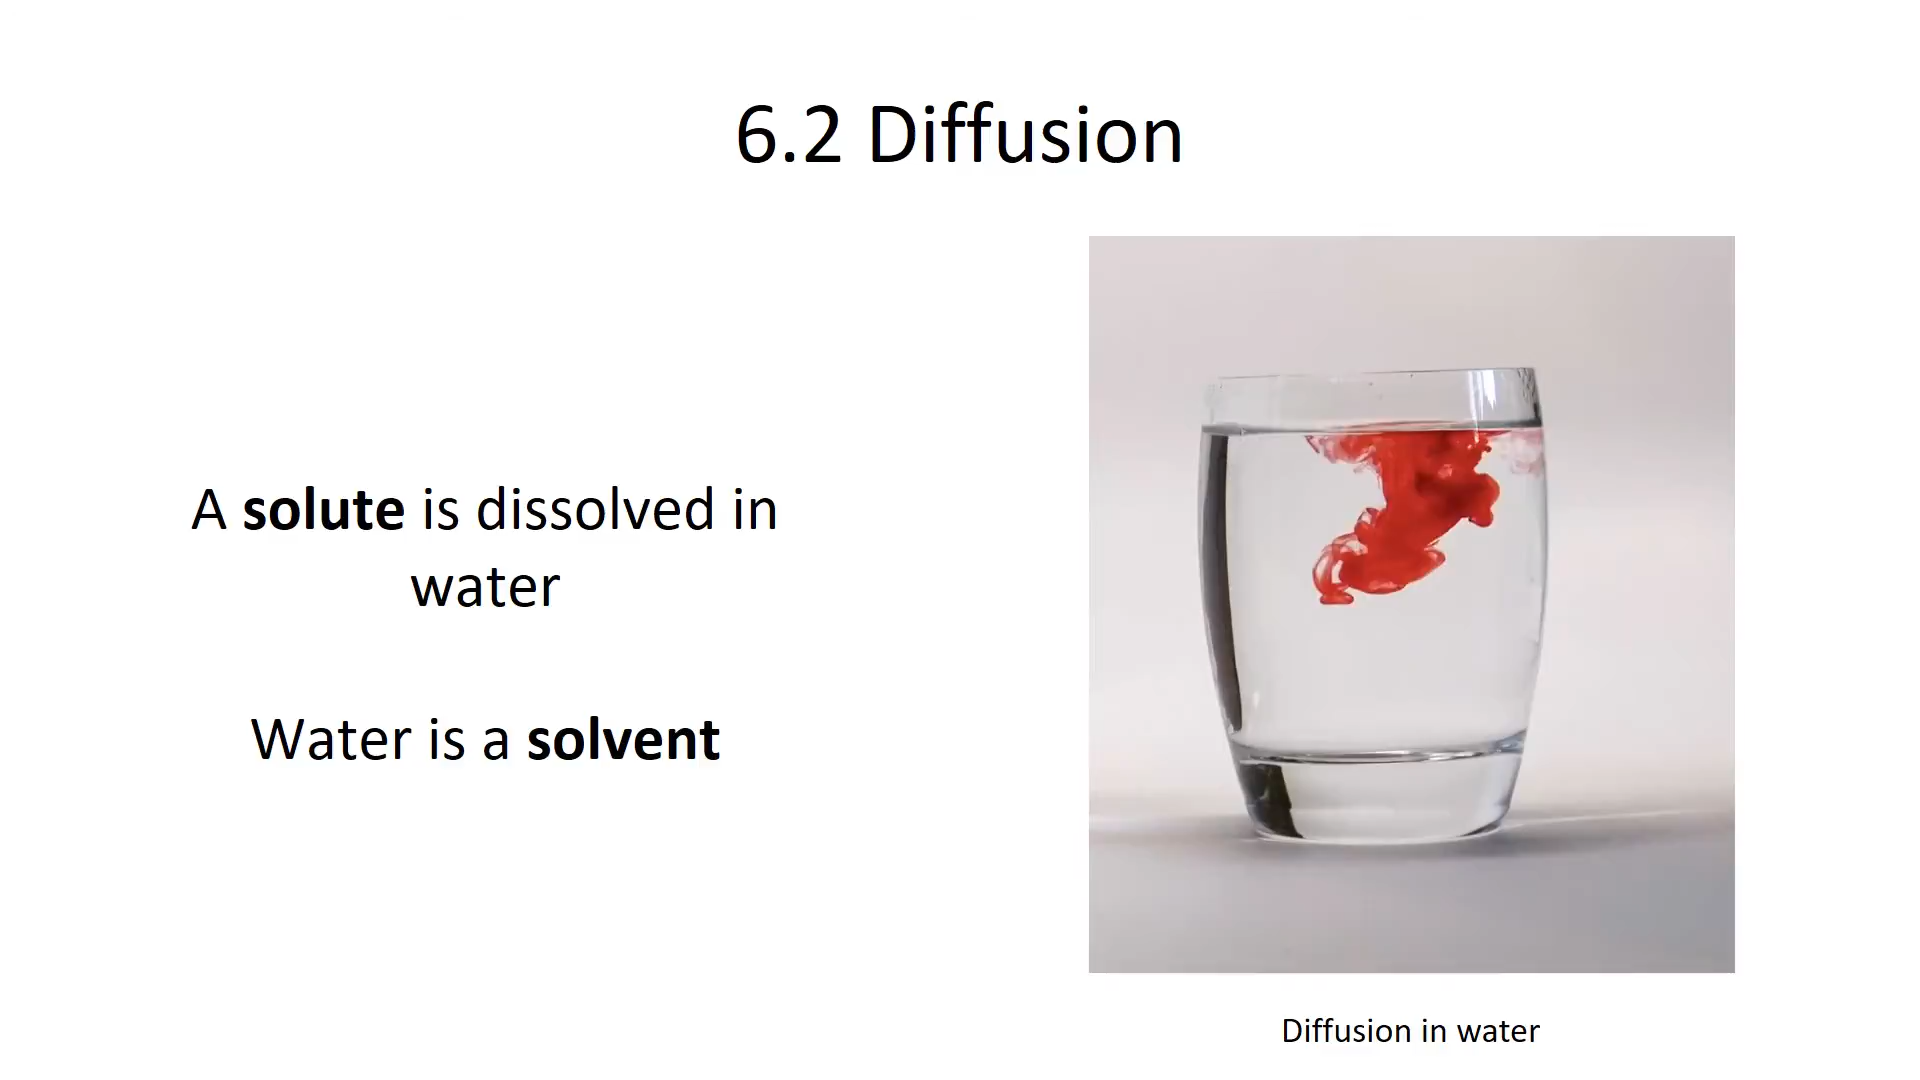 6.2 Diffusion
A solute is dissolved in
water
Water is a solvent
Diffusion in water